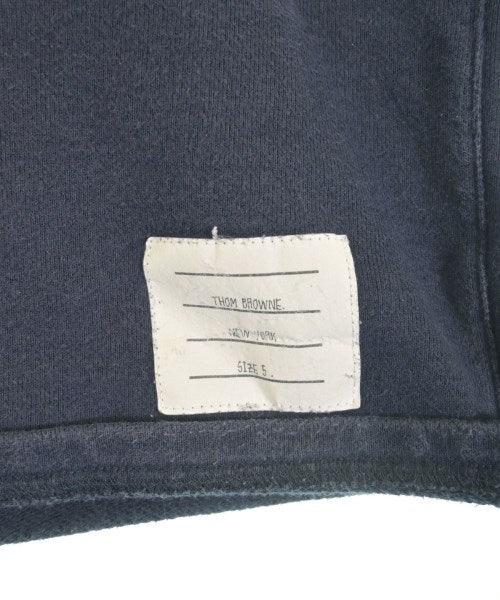 THOM BROWNE.
NEW YORK
SIZE 5.